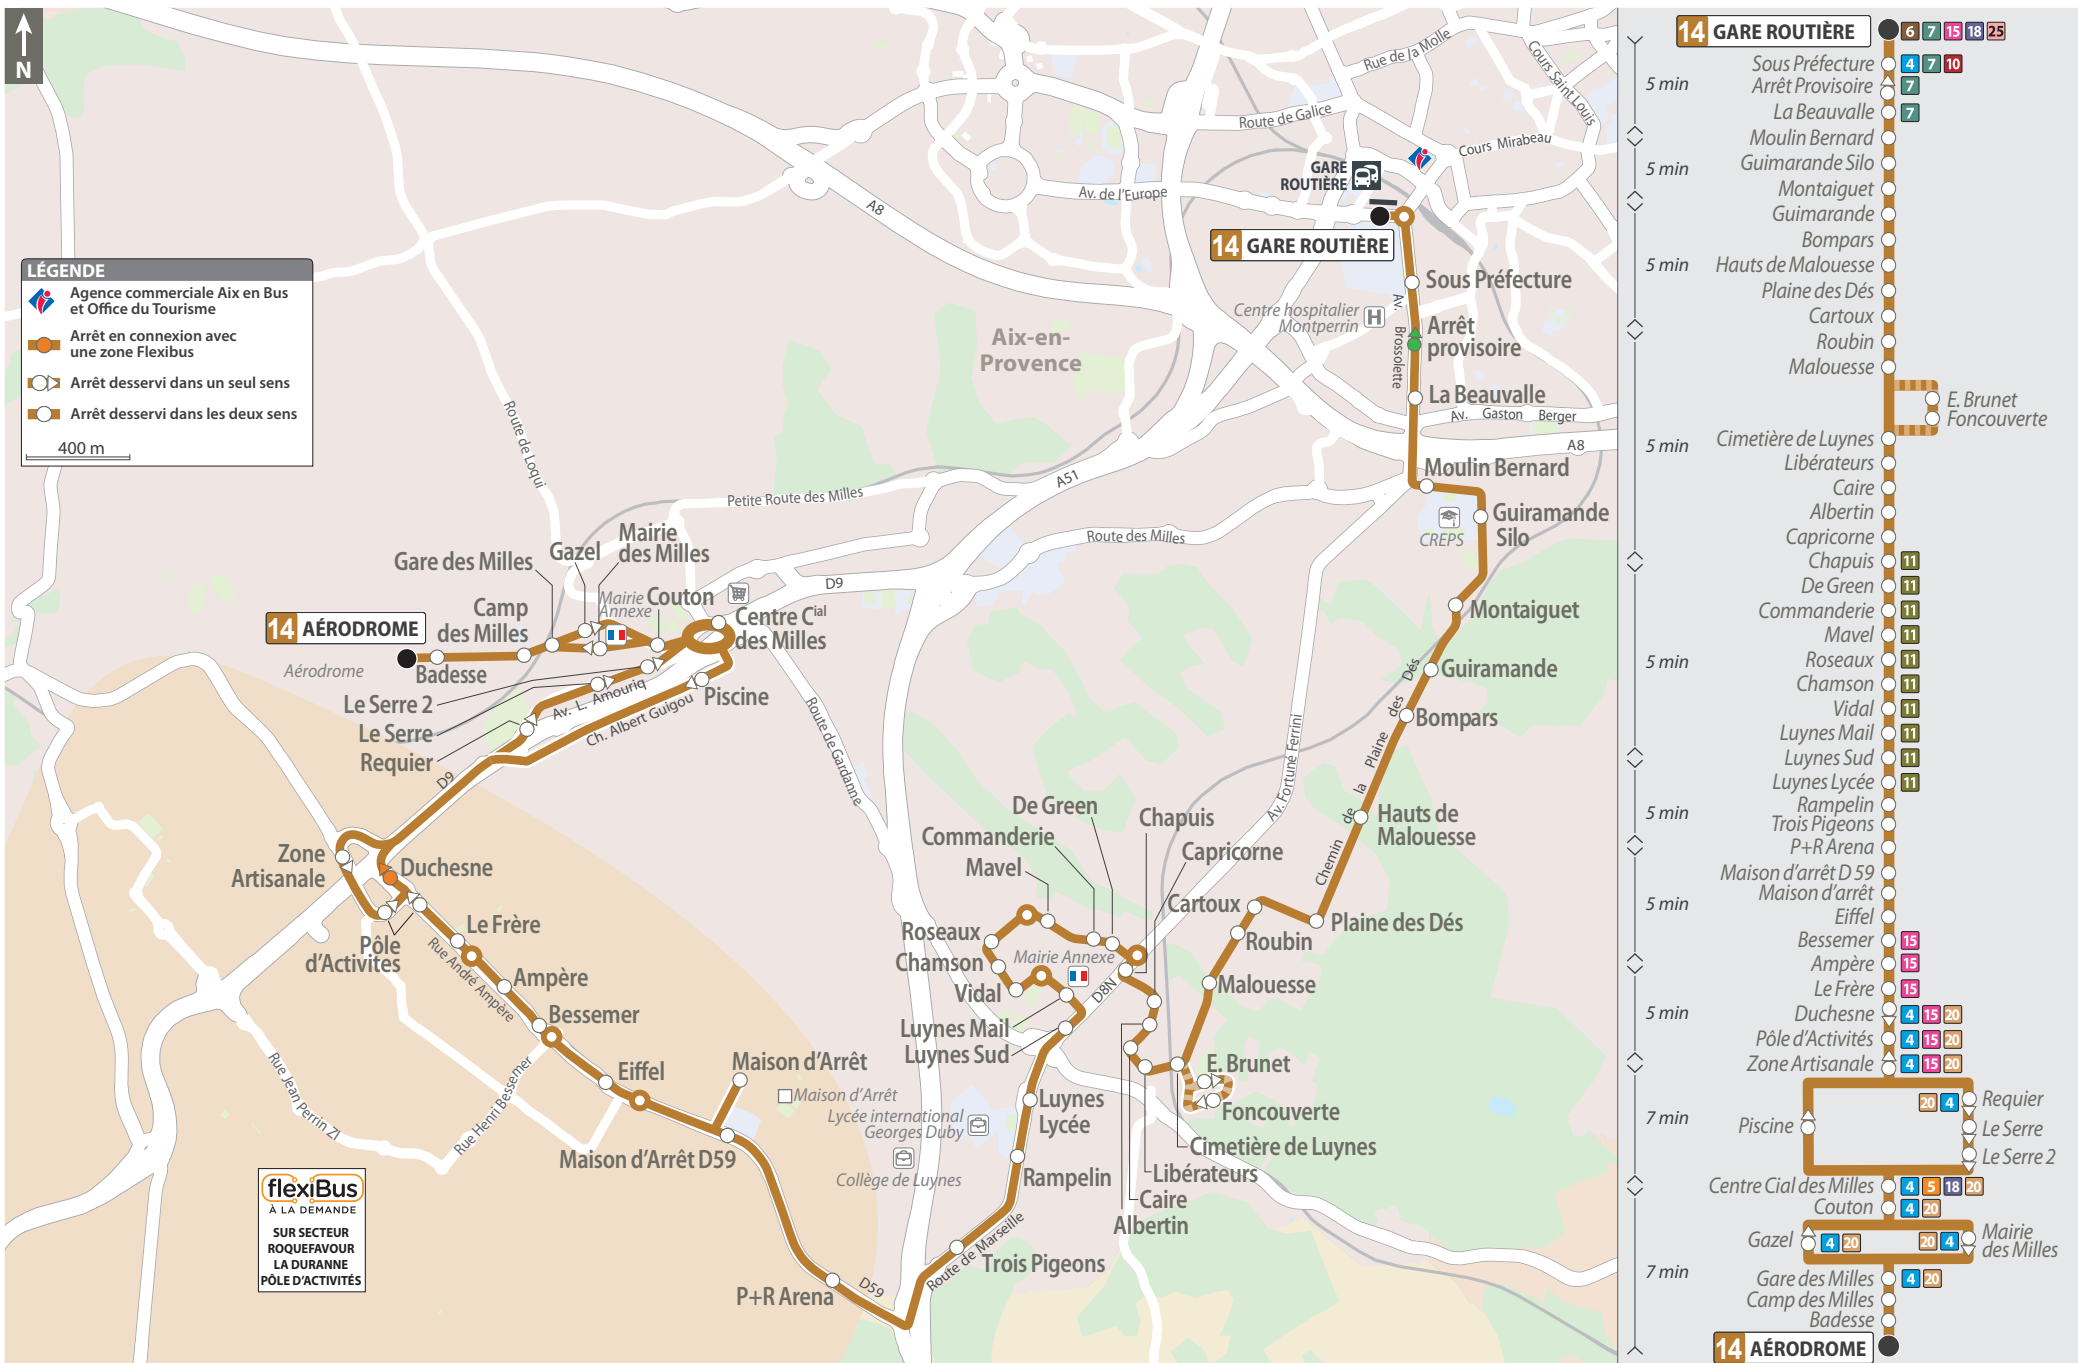 N
LÉGENDE
Agence commerciale Aix en Bus
et Office du Tourisme
Arrêt en connexion avec
une zone Flexibus
Arrêt desservi dans un seul sens
Arrêt desservi dans les deux sens
400 m
Rue de la Molle
Cours Saint Louis
Route de Galice
Cours Mirabeau
GARE
ROUTIÈRE
Av. de l'Europe
A8
14 GARE ROUTIÈRE
Sous Préfecture
Centre hospitalier
Montperrin
H
Av. Brossolette
Arrêt
provisoire
Aix-en-
Provence
La Beauvalle
Av. Gaston Berger
A8
Route de Loqui
Moulin Bernard
A51
Petite Route des Milles
Guiramande
Silo
CREPS
Route des Milles
Mairie
des Milles
Gazel
Gare des Milles
D9
Mairie
Annexe
Couton
Camp
des Milles
Centre Cial
des Milles
14 AÉRODROME
Aérodrome
Badesse
Montaiguet
Guiramande
Le Serre 2
Av. L. Amouriq
Piscine
Le Serre
Ch. Albert Guigou
Requier
Route de Gardanne
Bompars
Chemin de la Plaine des Dés
Av. Fortuné Ferrini
D9
De Green
Chapuis
Hauts de
Malouesse
Commanderie
Capricorne
Mavel
Zone
Artisanale
Duchesne
Cartoux
Plaine des Dés
Le Frère
Roseaux
Roubin
Pôle
d'Activites
Rue André Ampère
Mairie Annexe
Chamson
Ampère
Vidal
D8N
Malouesse
Bessemer
Luynes Mail
Luynes Sud
Rue Jean Perrin ZI
Rue Henri Bessemer
Eiffel
Maison d'Arrêt
E. Brunet
Maison d'Arrêt
Luynes
Lycée
Foncouverte
Lycée international
Georges Duby
Maison d'Arrêt D59
Cimetière de Luynes
Collège de Luynes
Rampelin
Libérateurs
Caire
Albertin
flexiBus
À LA DEMANDE
SUR SECTEUR
ROQUEFAVOUR
LA DURANNE
PÔLE D'ACTIVITÉS
Route de Marseille
Trois Pigeons
P+R Arena
D59
14 GARE ROUTIÈRE 6 7 15 18 25
Sous Préfecture 4 7 10
5 min
Arrêt Provisoire 7
La Beauvalle 7
Moulin Bernard
Guimarande Silo
5 min
Montaiguet
Guimarande
Bompars
5 min
Hauts de Malouesse
Plaine des Dés
Cartoux
Roubin
Malouesse
E. Brunet
Foncouverte
Cimetière de Luynes
5 min
Libérateurs
Caire
Albertin
Capricorne
Chapuis 11
De Green 11
Commanderie 11
Mavel 11
5 min
Roseaux 11
Chamson 11
Vidal 11
Luynes Mail 11
Luynes Sud 11
Luynes Lycée 11
Rampelin
5 min
Trois Pigeons
P+R Arena
Maison d'arrêt D 59
Maison d'arrêt
5 min
Eiffel
Bessemer 15
Ampère 15
Le Frère 15
5 min
Duchesne 4 15 20
Pôle d'Activités 4 15 20
Zone Artisanale 4 15 20
20 4 Requier
7 min
Piscine
Le Serre
Le Serre 2
Centre Cial des Milles 4 5 18 20
Couton 4 20
Gazel 4 20
20 4 Mairie
des Milles
7 min
Gare des Milles 4 20
Camp des Milles
Badesse
14 AÉRODROME